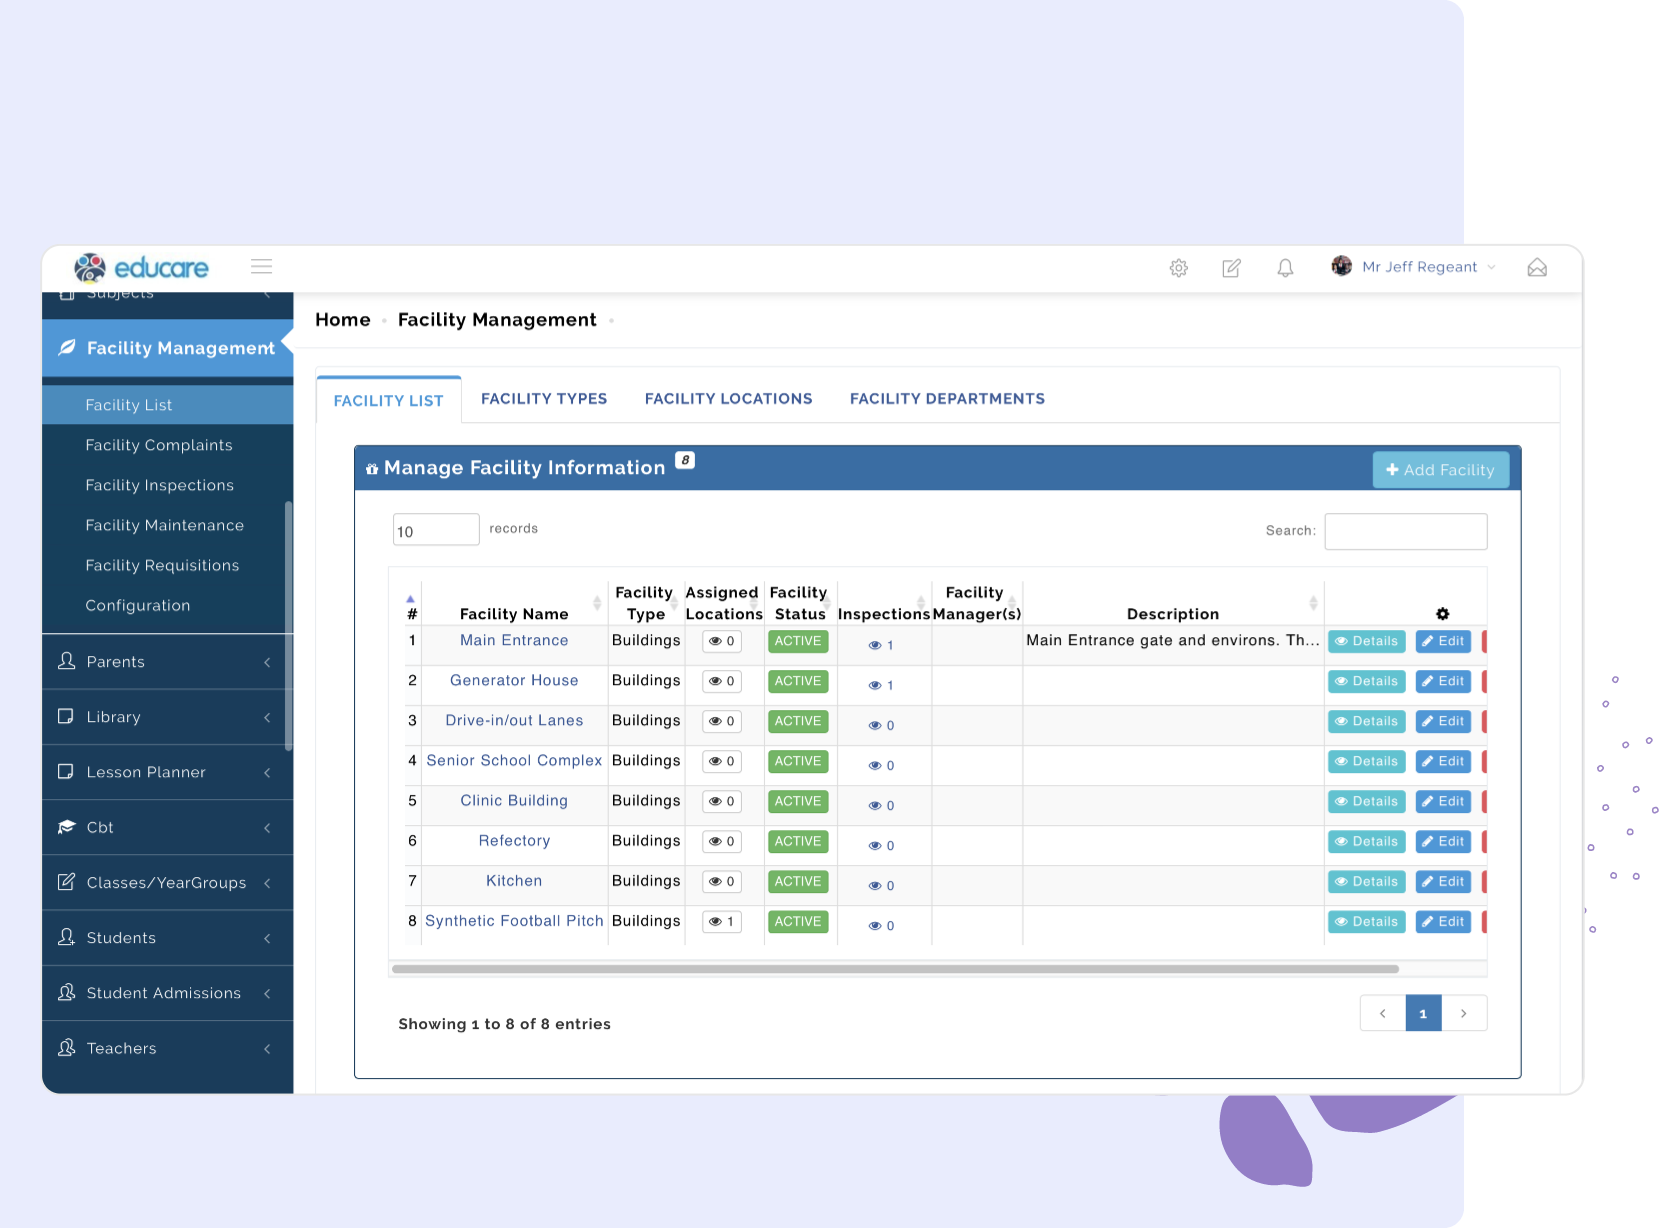 educare
Mr Jeff Regeant
Subjects
Home • Facility Management •
Facility Management
Facility List
Facility Complaints
Facility Inspections
Facility Maintenance
Facility Requisitions
Configuration
Parents
Library
Lesson Planner
Cbt
Classes/YearGroups
Students
Student Admissions
Teachers
FACILITY LIST FACILITY TYPES FACILITY LOCATIONS FACILITY DEPARTMENTS
Manage Facility Information 8
+ Add Facility
10 records Search:
# Facility Name Facility Type Assigned Locations Facility Status Inspections Facility Manager(s) Description
1 Main Entrance Buildings 0 ACTIVE 1 Main Entrance gate and environs. Th... Details Edit
2 Generator House Buildings 0 ACTIVE 1 Details Edit
3 Drive-in/out Lanes Buildings 0 ACTIVE 0 Details Edit
4 Senior School Complex Buildings 0 ACTIVE 0 Details Edit
5 Clinic Building Buildings 0 ACTIVE 0 Details Edit
6 Refectory Buildings 0 ACTIVE 0 Details Edit
7 Kitchen Buildings 0 ACTIVE 0 Details Edit
8 Synthetic Football Pitch Buildings 1 ACTIVE 0 Details Edit
Showing 1 to 8 of 8 entries
< 1 >